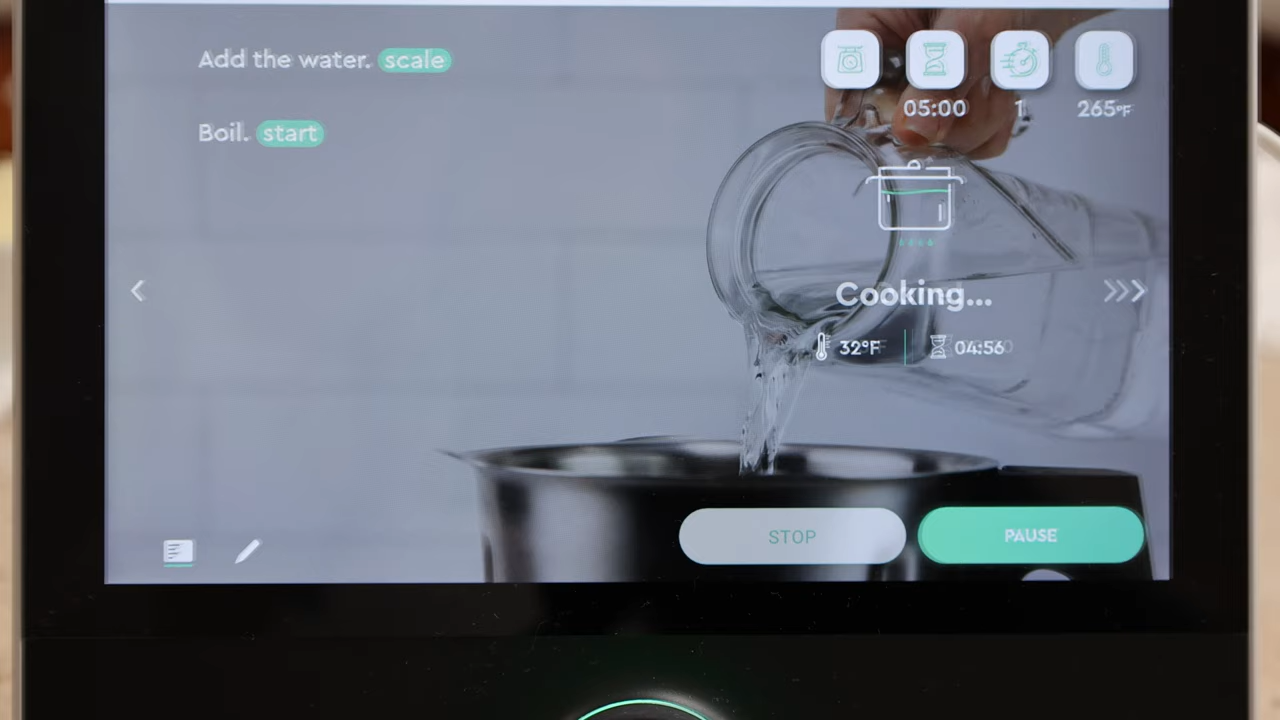 Add the water. scale
Boil. start
05:00
1
265°F
Cooking...
32°F
04:56
STOP
PAUSE